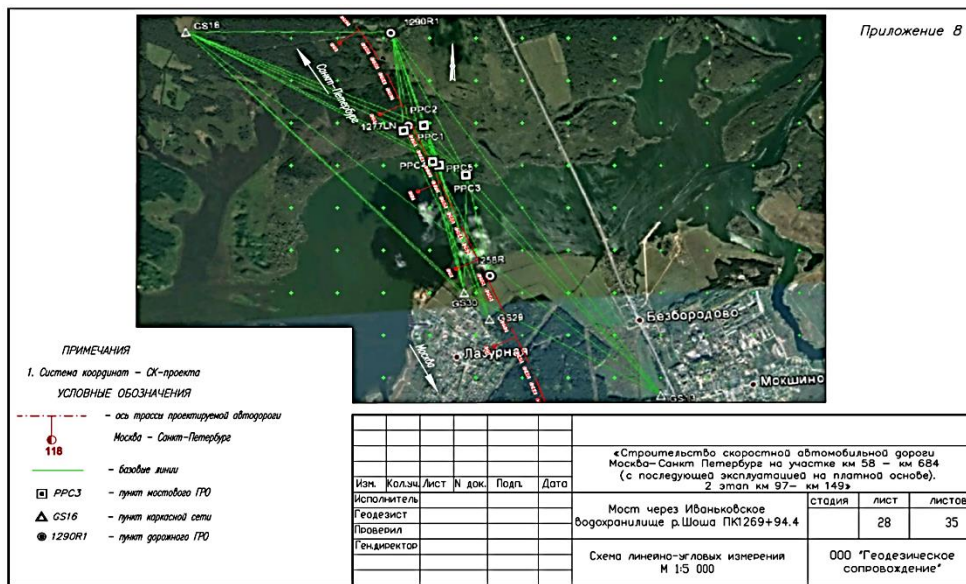 Приложение 8
GS16
1290R1
Санкт-Петербург
PPC2
1277LN
PPC1
PPC5
PPC3
GS30
GS29
Безбородово
Лазурная
Москва
Мокшино
ПРИМЕЧАНИЯ
1. Система координат - СК-проекта
УСЛОВНЫЕ ОБОЗНАЧЕНИЯ
- ось трассы проектируемой автодороги
Москва - Санкт-Петербург
118
- базовые линии
PPC3 - пункт мостового ГРО
GS16 - пункт каркасной сети
1290R1 - пункт дорожного ГРО
«Строительство скоростной автомобильной дороги
Москва-Санкт Петербург на участке км 58 - км 684
(с последующей эксплуатацией на платной основе).
2 этап км 97- км 149»
Изм. Кол.уч. Лист N док. Подп. Дата
Исполнитель
Геодезист
Проверил
Ген.директор
Мост через Иваньковское
водохранилище р.Шоша ПК1269+94.4
стадия лист листов
28 35
Схема линейно-угловых измерений
М 1:5 000
ООО "Геодезическое
сопровождение"